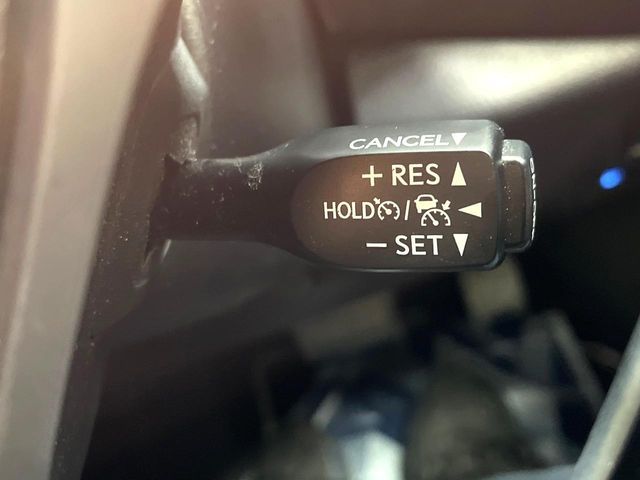 CANCEL▼
+ RES ▲
HOLD / ◀
− SET ▼